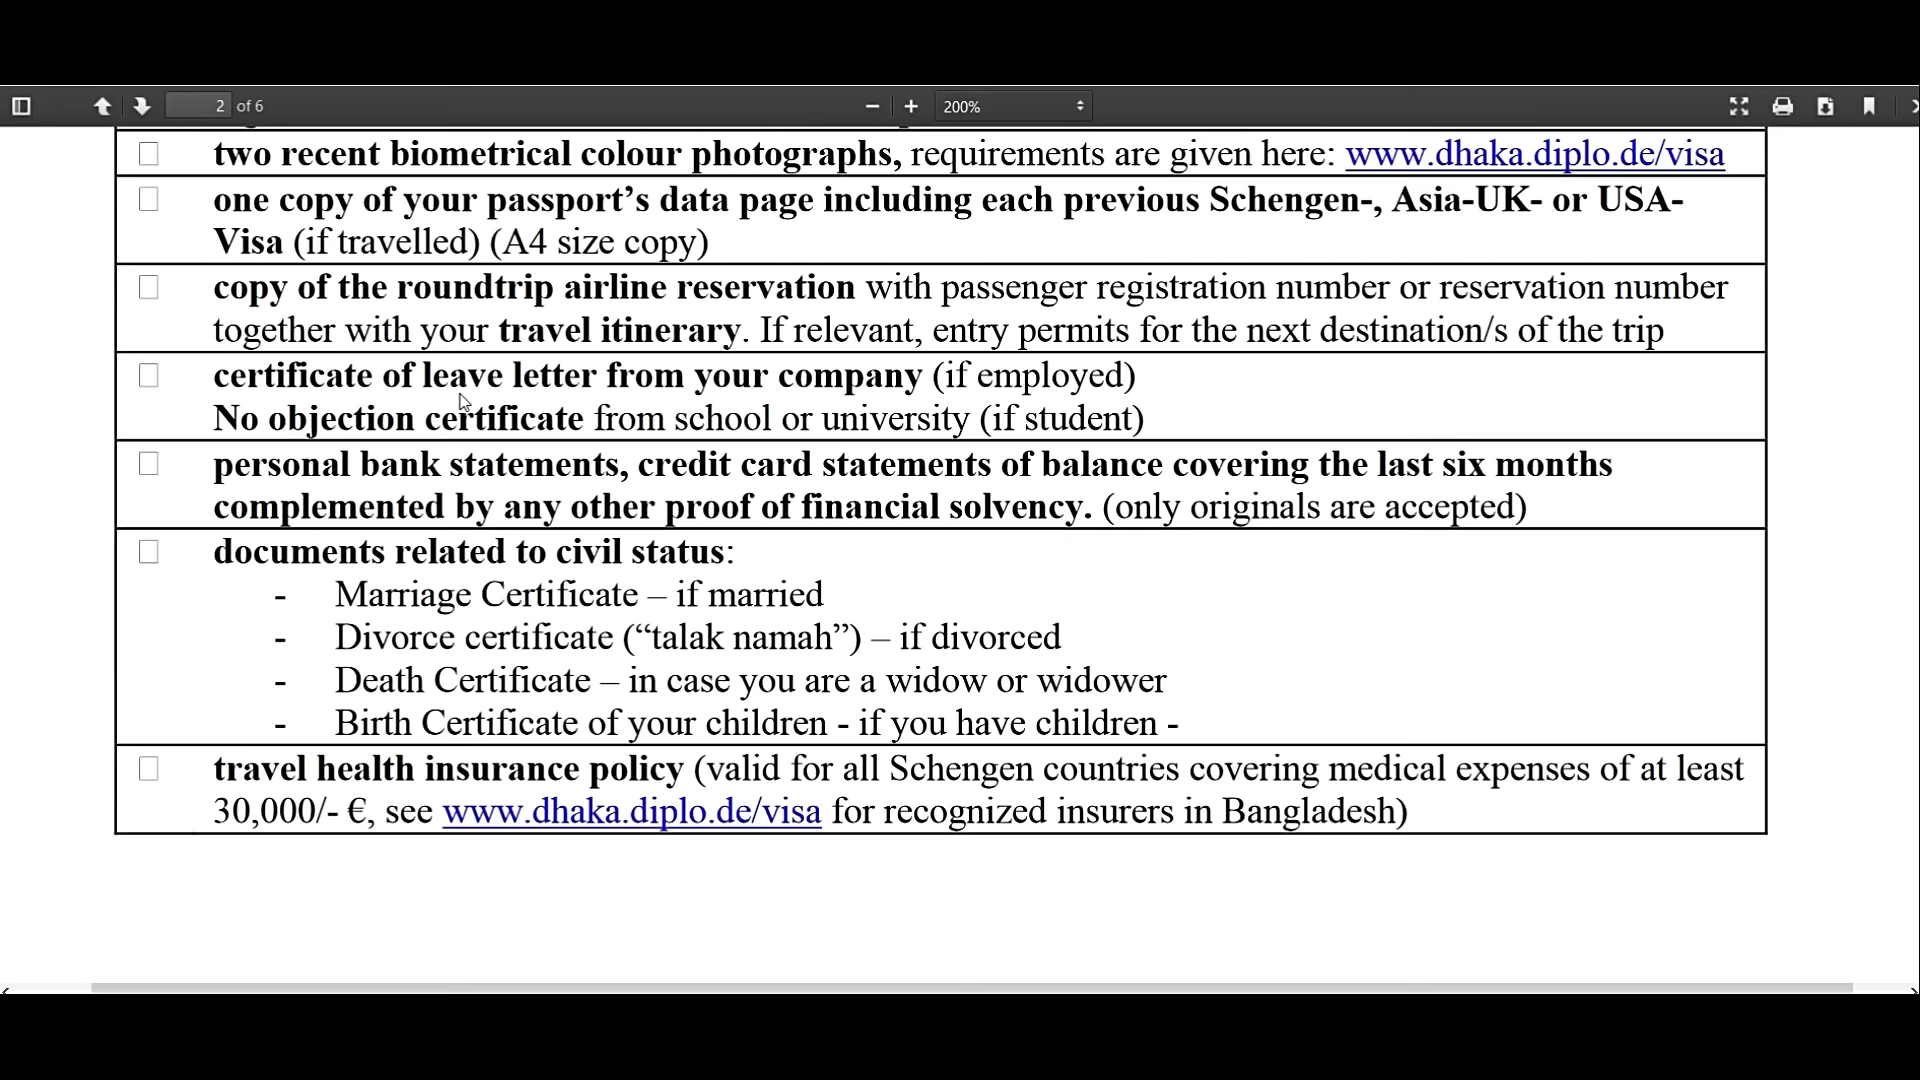 2 of 6
200%
two recent biometrical colour photographs, requirements are given here: www.dhaka.diplo.de/visa
one copy of your passport’s data page including each previous Schengen-, Asia-UK- or USA-
Visa (if travelled) (A4 size copy)
copy of the roundtrip airline reservation with passenger registration number or reservation number
together with your travel itinerary. If relevant, entry permits for the next destination/s of the trip
certificate of leave letter from your company (if employed)
No objection certificate from school or university (if student)
personal bank statements, credit card statements of balance covering the last six months
complemented by any other proof of financial solvency. (only originals are accepted)
documents related to civil status:
- Marriage Certificate – if married
- Divorce certificate (“talak namah”) – if divorced
- Death Certificate – in case you are a widow or widower
- Birth Certificate of your children - if you have children -
travel health insurance policy (valid for all Schengen countries covering medical expenses of at least
30,000/- €, see www.dhaka.diplo.de/visa for recognized insurers in Bangladesh)